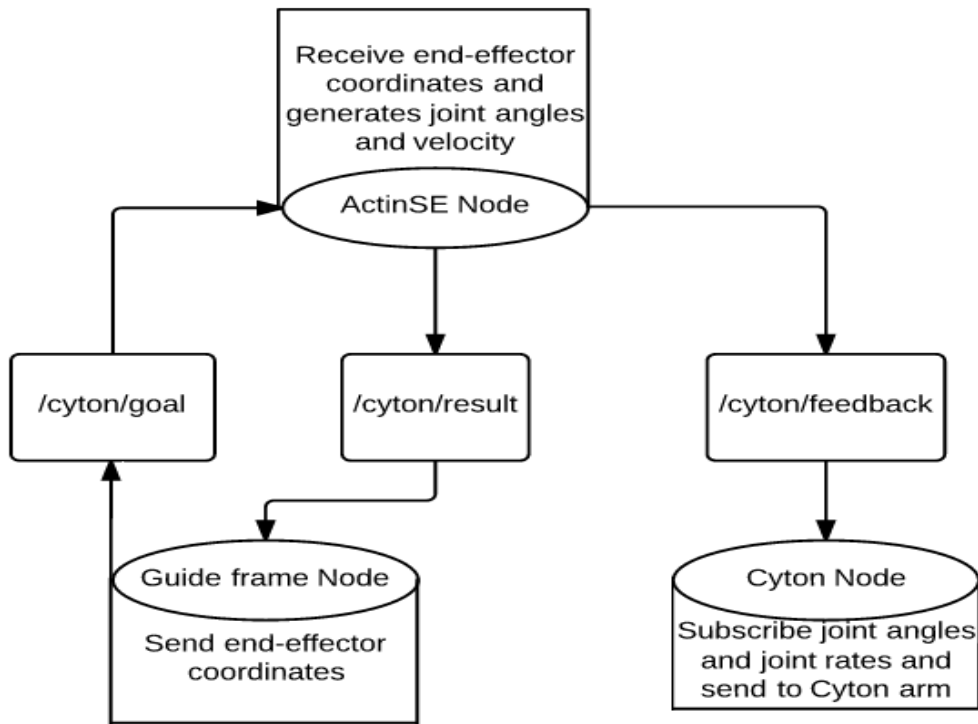 Receive end-effector
coordinates and
generates joint angles
and velocity
ActinSE Node
/cyton/goal
/cyton/result
/cyton/feedback
Guide frame Node
Send end-effector
coordinates
Cyton Node
Subscribe joint angles
and joint rates and
send to Cyton arm